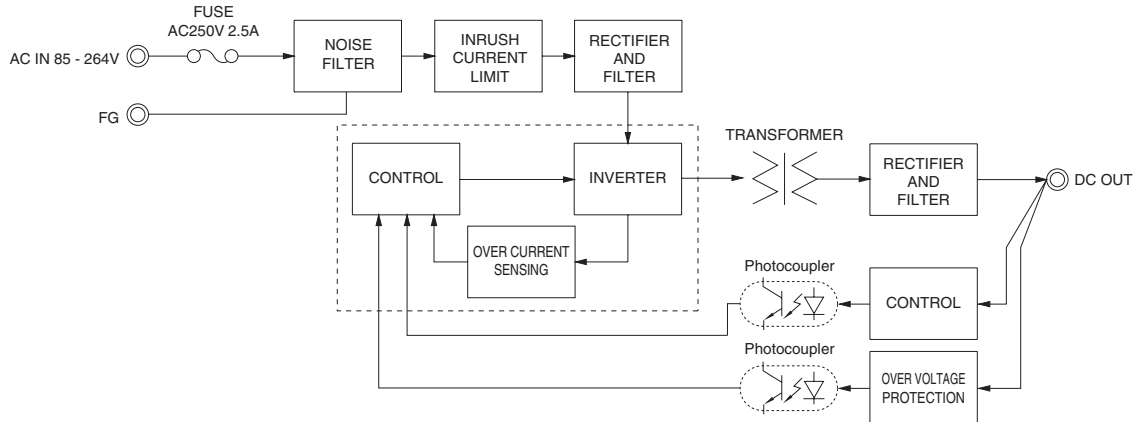 FUSE
AC250V 2.5A
AC IN 85 - 264V
NOISE
FILTER
INRUSH
CURRENT
LIMIT
RECTIFIER
AND
FILTER
FG
TRANSFORMER
CONTROL
INVERTER
RECTIFIER
AND
FILTER
DC OUT
OVER CURRENT
SENSING
Photocoupler
CONTROL
Photocoupler
OVER VOLTAGE
PROTECTION